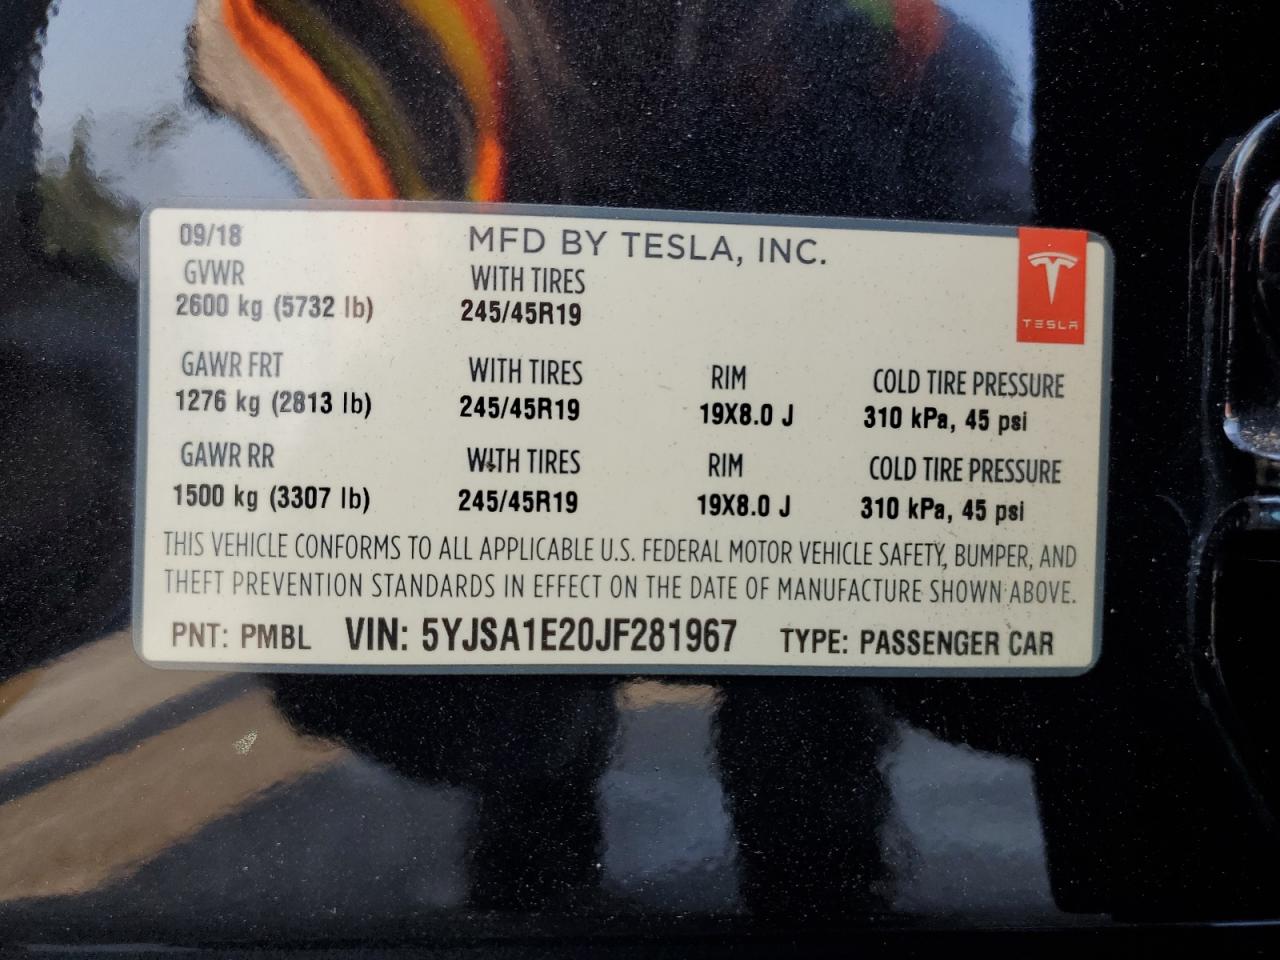 09/18 MFD BY TESLA, INC.
GVWR WITH TIRES
2600 kg (5732 lb) 245/45R19
TESLA
GAWR FRT WITH TIRES RIM COLD TIRE PRESSURE
1276 kg (2813 lb) 245/45R19 19X8.0 J 310 kPa, 45 psi
GAWR RR WITH TIRES RIM COLD TIRE PRESSURE
1500 kg (3307 lb) 245/45R19 19X8.0 J 310 kPa, 45 psi
THIS VEHICLE CONFORMS TO ALL APPLICABLE U.S. FEDERAL MOTOR VEHICLE SAFETY, BUMPER, AND
THEFT PREVENTION STANDARDS IN EFFECT ON THE DATE OF MANUFACTURE SHOWN ABOVE.
PNT: PMBL VIN: 5YJSA1E20JF281967 TYPE: PASSENGER CAR